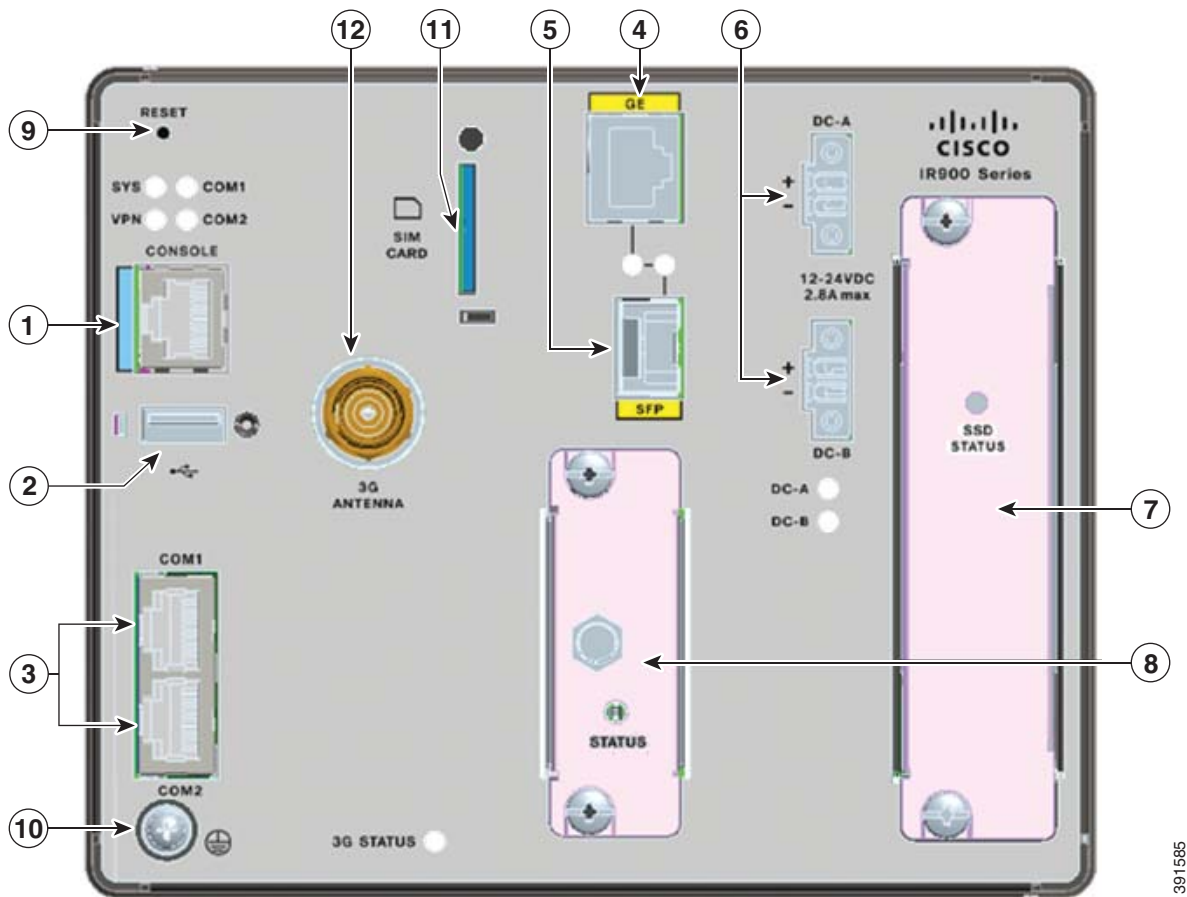 12
11
5
4
6
GE
RESET
9
DC-A
CISCO
IR900 Series
SYS
COM1
+
-
VPN
COM2
SIM
CARD
CONSOLE
12-24VDC
2.8A max
1
+
-
SFP
SSD
STATUS
DC-B
2
3G
ANTENNA
DC-A
DC-B
7
COM1
3
8
STATUS
COM2
10
3G STATUS
391585